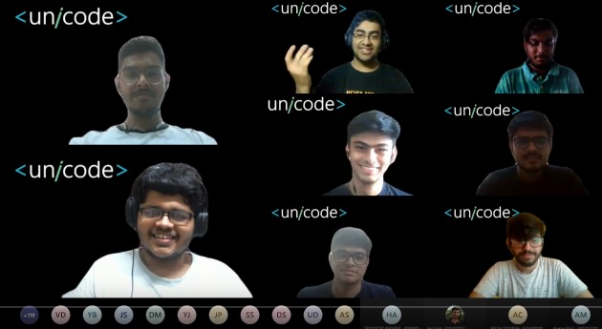 <un/code>
<un/code>
<un/code>
un/code>
<un/code>
<un/code>
<un/code>
<un/code>
VD YB JS DM YJ JP SS DS UD AS HA AC AM